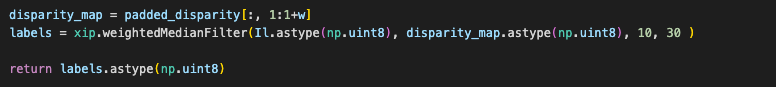 disparity_map = padded_disparity[:, 1:1+w]
labels = xip.weightedMedianFilter(Il.astype(np.uint8), disparity_map.astype(np.uint8), 10, 30 )
return labels.astype(np.uint8)